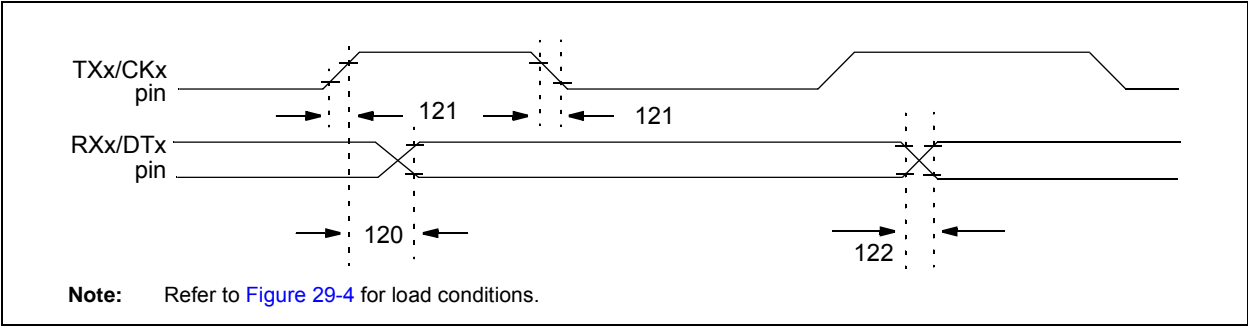 TXx/CKx
pin
121
121
RXx/DTx
pin
120
122
Note: Refer to Figure 29-4 for load conditions.